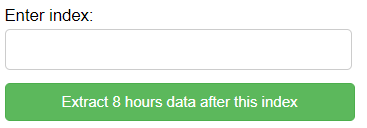 Enter index:
Extract 8 hours data after this index